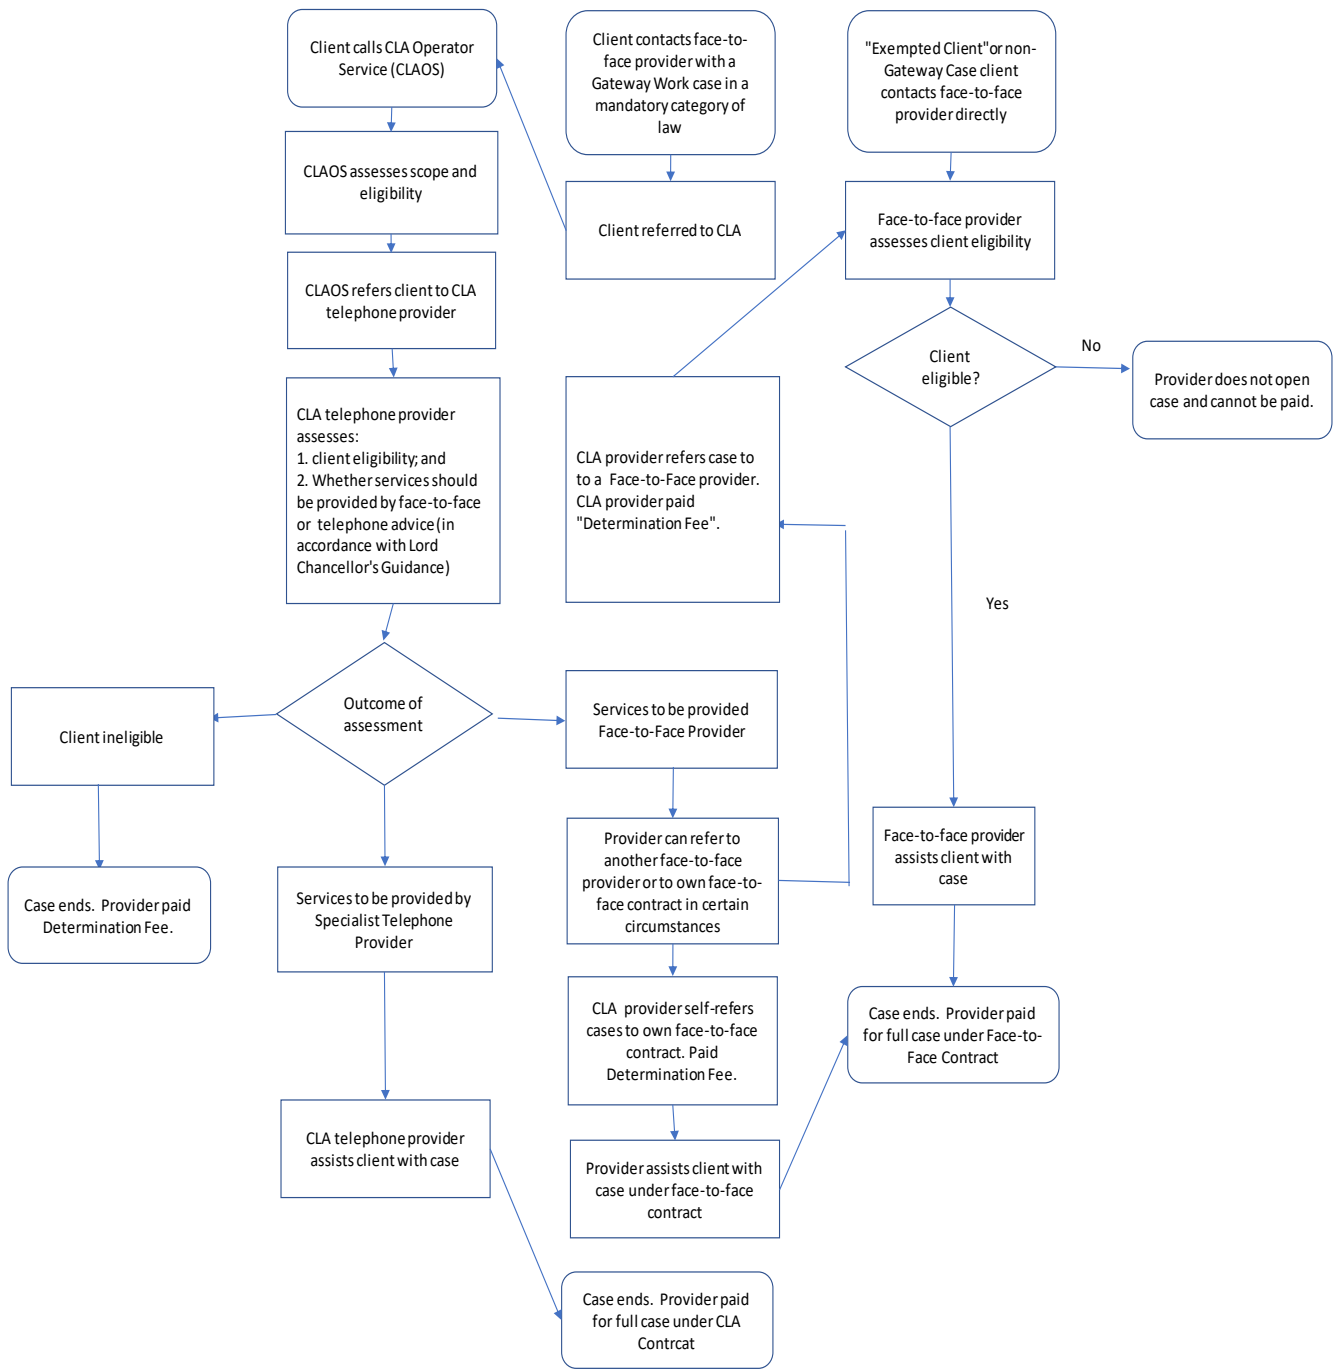 Client calls CLA Operator
Service (CLAOS)
Client contacts face-to-
face provider with a
Gateway Work case in a
mandatory category of
law
"Exempted Client"or non-
Gateway Case client
contacts face-to-face
provider directly
CLAOS assesses scope and
eligibility
Client referred to CLA
Face-to-face provider
assesses client eligibility
CLAOS refers client to CLA
telephone provider
Client
eligible?
No
Provider does not open
case and cannot be paid.
CLA telephone provider
assesses:
1. client eligibility; and
2. Whether services should
be provided by face-to-face
or telephone advice (in
accordance with Lord
Chancellor's Guidance)
CLA provider refers case to
to a Face-to-Face provider.
CLA provider paid
"Determination Fee".
Yes
Outcome of
assessment
Client ineligible
Services to be provided
Face-to-Face Provider
Case ends. Provider paid
Determination Fee.
Services to be provided by
Specialist Telephone
Provider
Provider can refer to
another face-to-face
provider or to own face-to-
face contract in certain
circumstances
Face-to-face provider
assists client with
case
CLA provider self-refers
cases to own face-to-face
contract. Paid
Determination Fee.
Case ends. Provider paid
for full case under Face-to-
Face Contract
CLA telephone provider
assists client with case
Provider assists client with
case under face-to-face
contract
Case ends. Provider paid
for full case under CLA
Contrcat